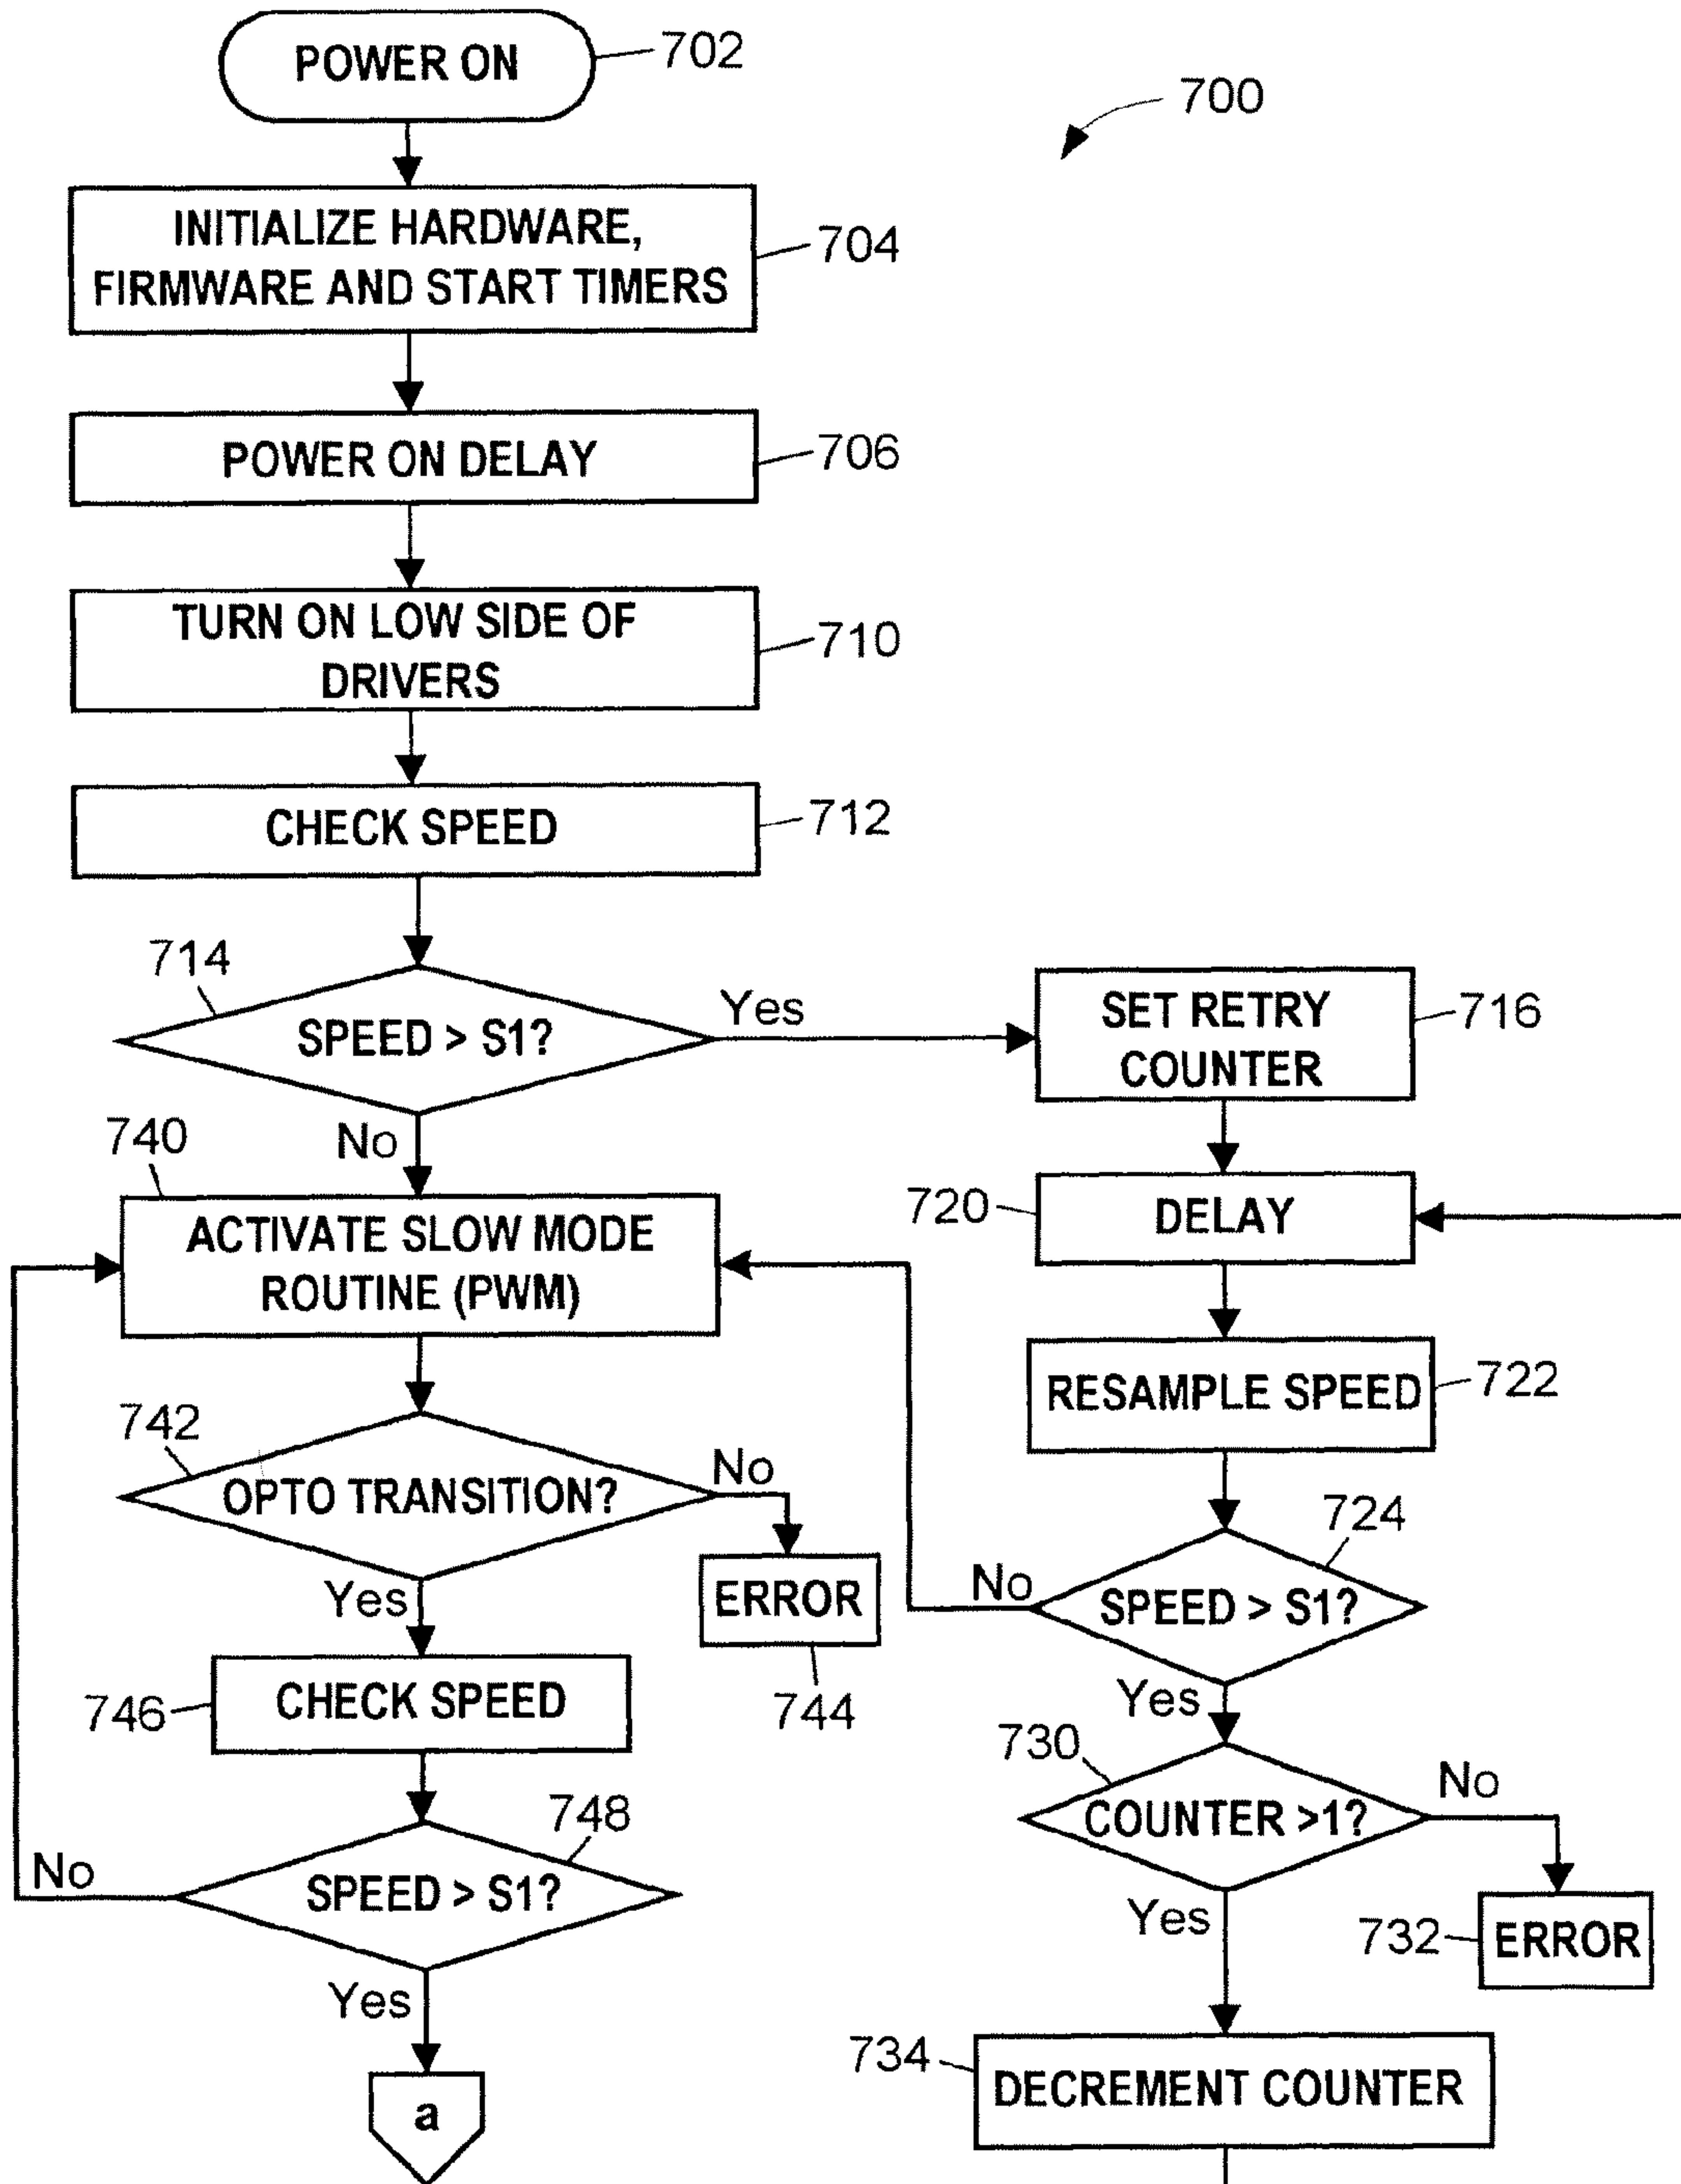 POWER ON
702
700
INITIALIZE HARDWARE,
FIRMWARE AND START TIMERS
704
POWER ON DELAY
706
TURN ON LOW SIDE OF
DRIVERS
710
CHECK SPEED
712
714
SPEED > S1?
Yes
No
SET RETRY
COUNTER
716
740
ACTIVATE SLOW MODE
ROUTINE (PWM)
720
DELAY
RESAMPLE SPEED
722
742
OPTO TRANSITION?
No
Yes
ERROR
744
724
SPEED > S1?
No
Yes
746
CHECK SPEED
748
SPEED > S1?
No
Yes
a
730
COUNTER >1?
No
Yes
732
ERROR
734
DECREMENT COUNTER